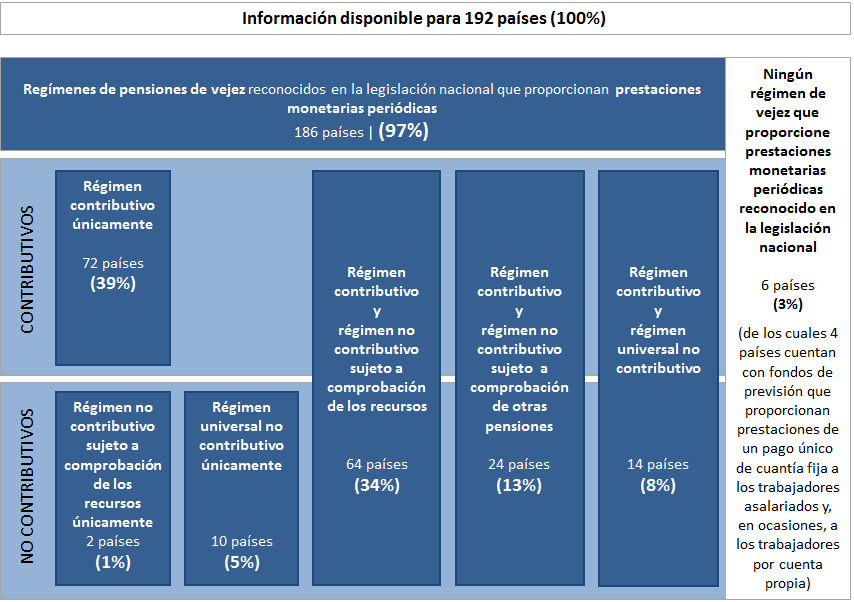 Información disponible para 192 países (100%)
Regímenes de pensiones de vejez reconocidos en la legislación nacional que proporcionan prestaciones
monetarias periódicas
186 países | (97%)
Ningún
régimen de
vejez que
proporcione
prestaciones
monetarias
periódicas
reconocido en
la legislación
nacional
6 países
(3%)
(de los cuales 4
países cuentan
con fondos de
previsión que
proporcionan
prestaciones de
un pago único
de cuantía fija a
los trabajadores
asalariados y,
en ocasiones, a
los trabajadores
por cuenta
propia)
CONTRIBUTIVOS
Régimen
contributivo
únicamente
72 países
(39%)
NO CONTRIBUTIVOS
Régimen no
contributivo
sujeto a
comprobación
de los
recursos
únicamente
2 países
(1%)
Régimen
universal no
contributivo
únicamente
10 países
(5%)
Régimen
contributivo
y
régimen no
contributivo
sujeto a
comprobación
de los recursos
64 países
(34%)
Régimen
contributivo
y
régimen no
contributivo
sujeto a
comprobación
de otras
pensiones
24 países
(13%)
Régimen
contributivo
y
régimen
universal no
contributivo
14 países
(8%)